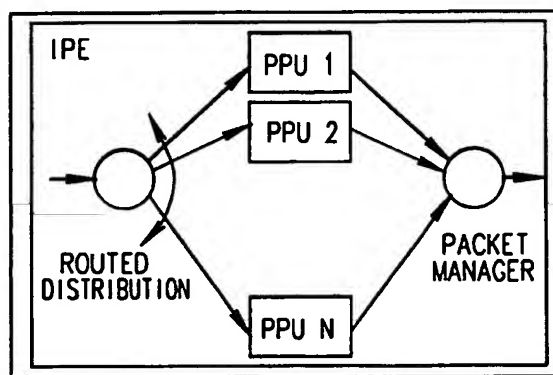 IPE
PPU 1
PPU 2
ROUTED
DISTRIBUTION
PACKET
MANAGER
PPU N